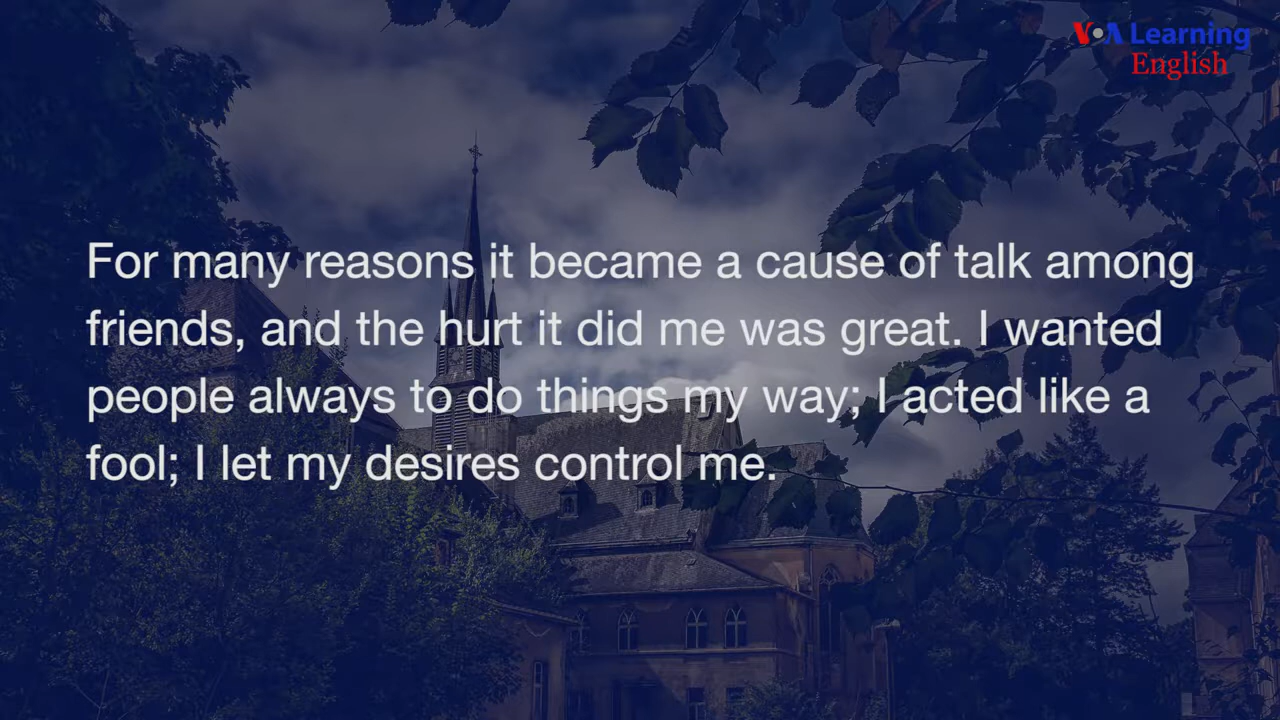 VOA Learning
English
For many reasons it became a cause of talk among
friends, and the hurt it did me was great. I wanted
people always to do things my way; I acted like a
fool; I let my desires control me.